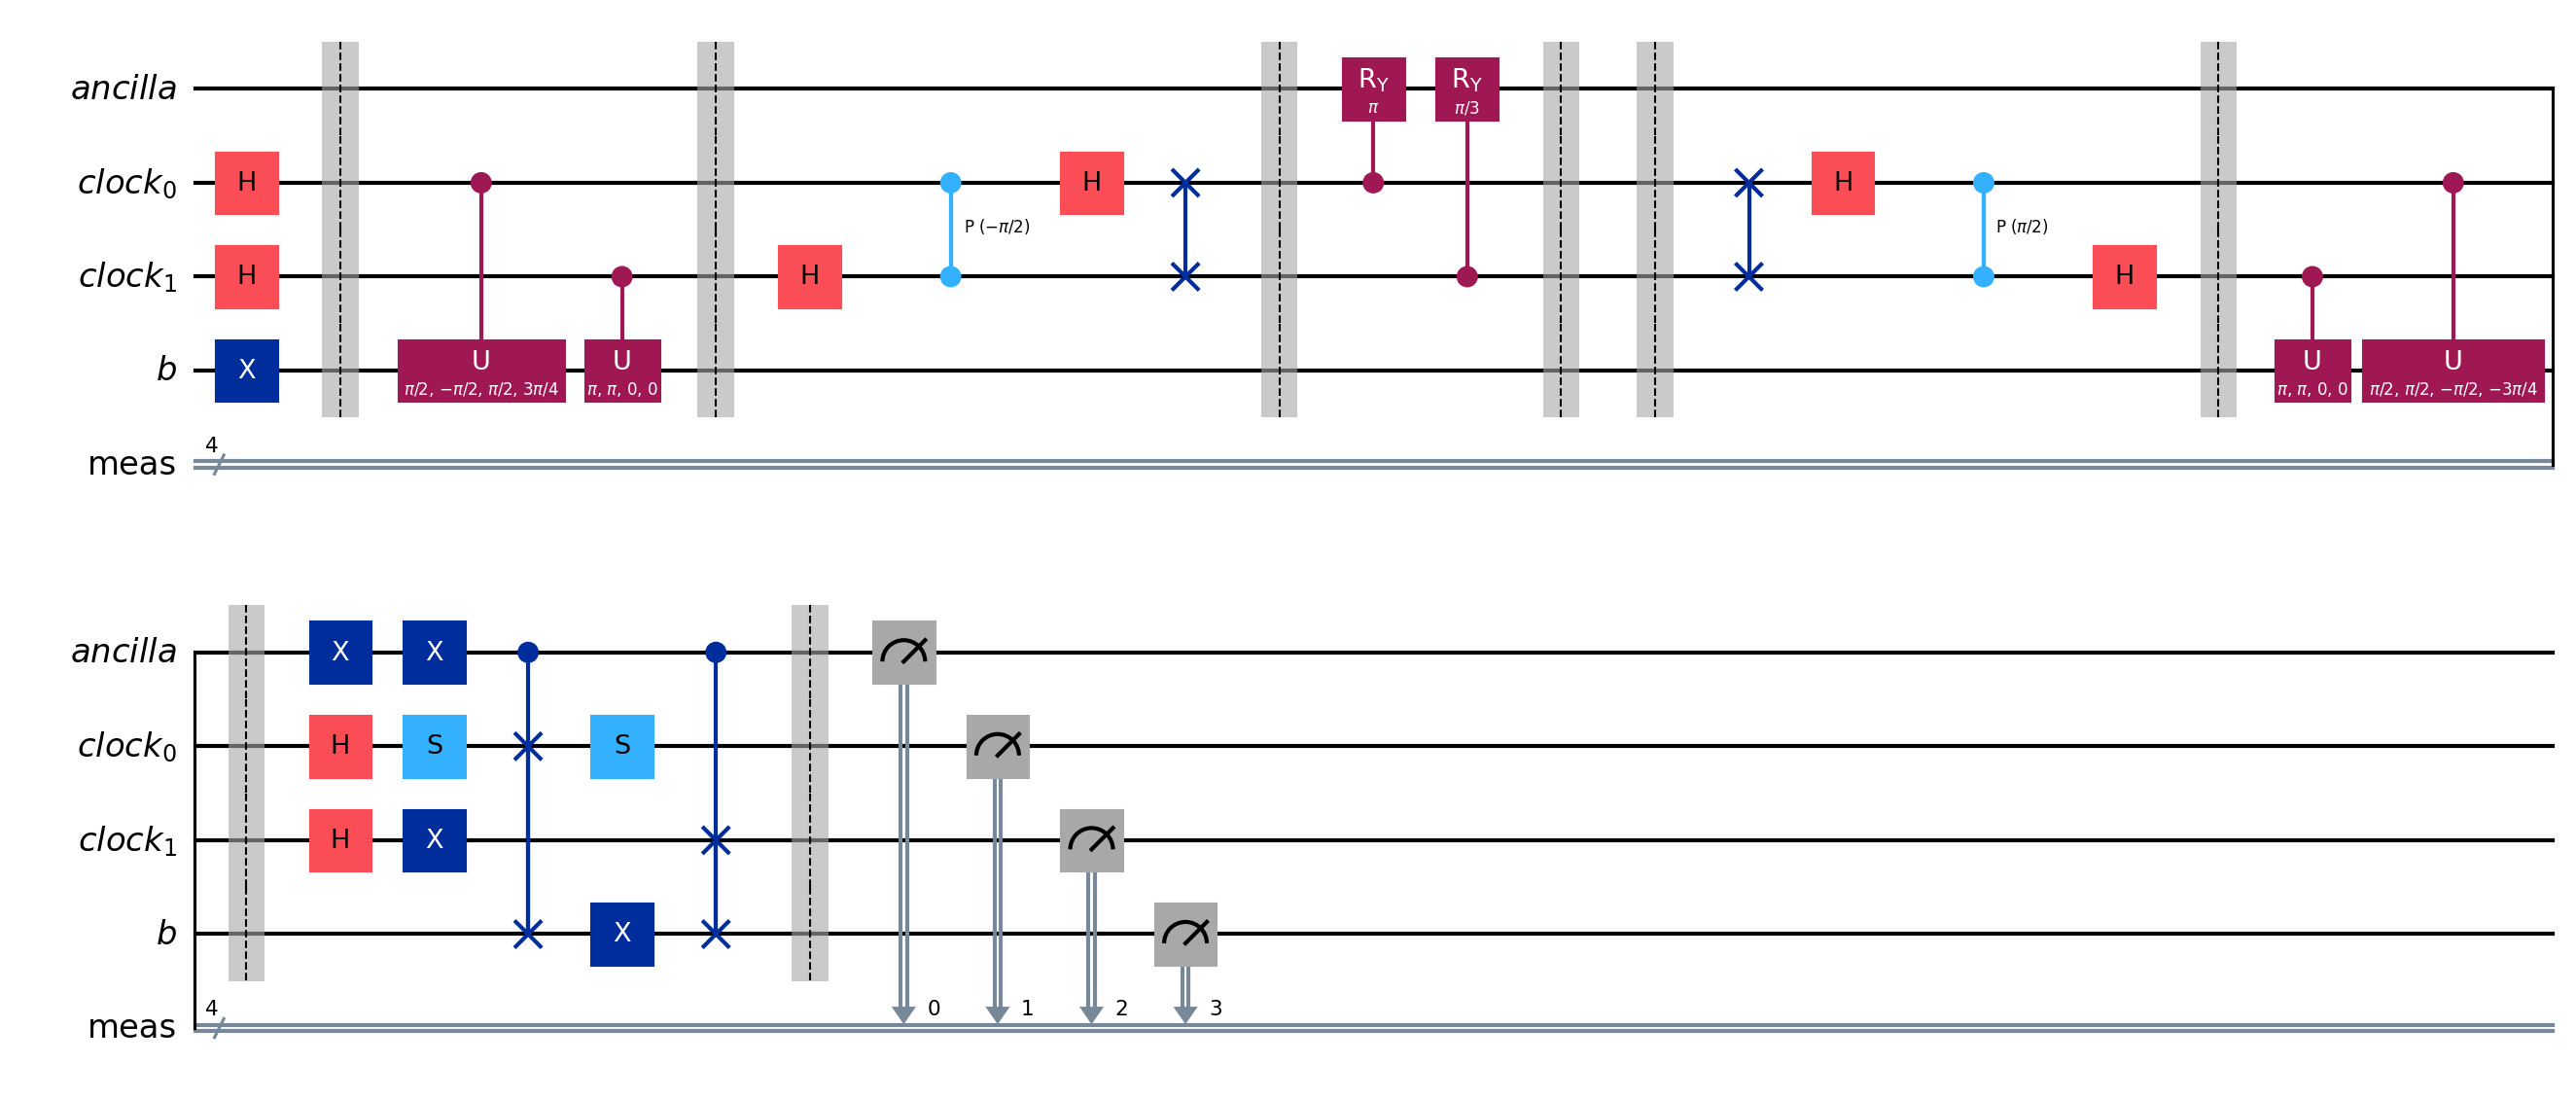 ancilla R_Y π R_Y π/3
clock_0 H H H
P (−π/2) P (π/2)
clock_1 H H H
b X U π/2, −π/2, π/2, 3π/4 U π, π, 0, 0 U π, π, 0, 0 U π/2, π/2, −π/2, −3π/4
4
meas
ancilla X X
clock_0 H S S
clock_1 H X
b X
4 0 1 2 3
meas